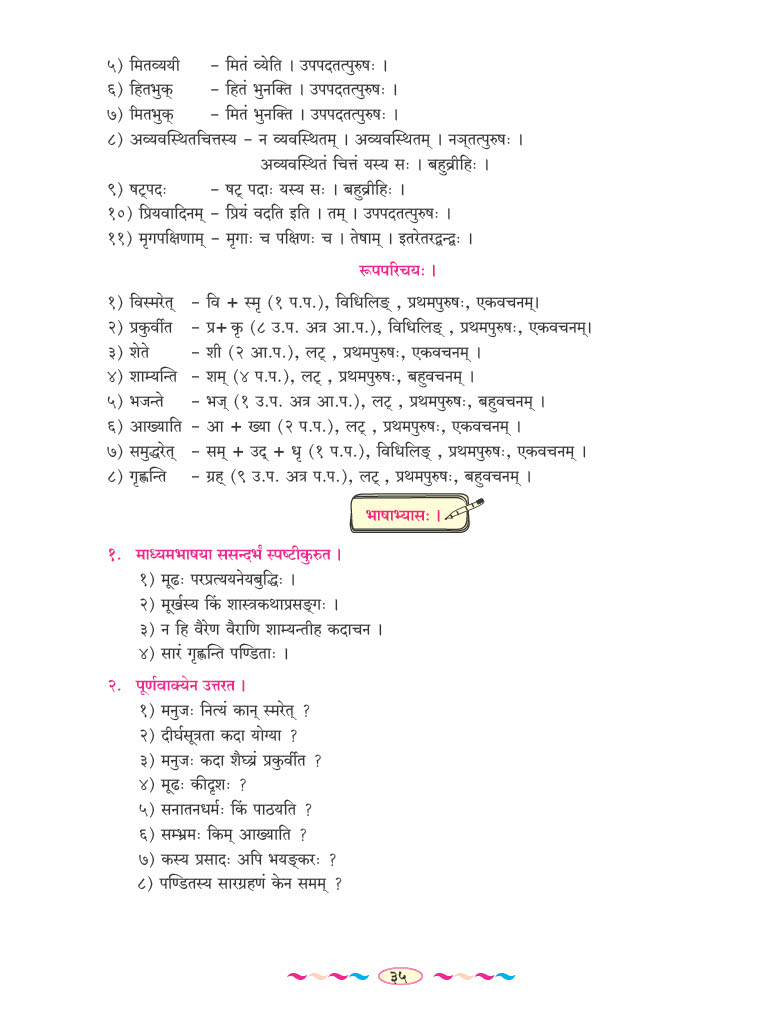 ५) मितव्ययी – मितं व्येति । उपपदतत्पुरुषः ।
६) हितभुक् – हितं भुनक्ति । उपपदतत्पुरुषः ।
७) मितभुक् – मितं भुनक्ति । उपपदतत्पुरुषः ।
८) अव्यवस्थितचित्तस्य – न व्यवस्थितम् । अव्यवस्थितम् । नञ्तत्पुरुषः ।
अव्यवस्थितं चित्तं यस्य सः । बहुव्रीहिः ।
९) षट्पदः – षट् पदाः यस्य सः । बहुव्रीहिः ।
१०) प्रियवादिनम् – प्रियं वदति इति । तम् । उपपदतत्पुरुषः ।
११) मृगपक्षिणाम् – मृगाः च पक्षिणः च । तेषाम् । इतरेतरद्वन्द्वः ।
रूपपरिचयः ।
१) विस्मरेत् – वि + स्मृ (१ प.प.), विधिलिङ् , प्रथमपुरुषः, एकवचनम्।
२) प्रकुर्वीत – प्र+ कृ (८ उ.प. अत्र आ.प.), विधिलिङ् , प्रथमपुरुषः, एकवचनम्।
३) शेते – शी (२ आ.प.), लट् , प्रथमपुरुषः, एकवचनम् ।
४) शाम्यन्ति – शम् (४ प.प.), लट् , प्रथमपुरुषः, बहुवचनम् ।
५) भजन्ते – भज् (१ उ.प. अत्र आ.प.), लट् , प्रथमपुरुषः, बहुवचनम् ।
६) आख्याति – आ + ख्या (२ प.प.), लट् , प्रथमपुरुषः, एकवचनम् ।
७) समुद्धरेत् – सम् + उद् + धृ (१ प.प.), विधिलिङ् , प्रथमपुरुषः, एकवचनम् ।
८) गृह्णन्ति – ग्रह् (९ उ.प. अत्र प.प.), लट् , प्रथमपुरुषः, बहुवचनम् ।
भाषाभ्यासः ।
१. माध्यमभाषया ससन्दर्भं स्पष्टीकुरुत ।
१) मूढः परप्रत्ययनेयबुद्धिः ।
२) मूर्खस्य किं शास्त्रकथाप्रसङ्गः ।
३) न हि वैरेण वैराणि शाम्यन्तीह कदाचन ।
४) सारं गृह्णन्ति पण्डिताः ।
२. पूर्णवाक्येन उत्तरत ।
१) मनुजः नित्यं कान् स्मरेत् ?
२) दीर्घसूत्रता कदा योग्या ?
३) मनुजः कदा शैघ्र्यं प्रकुर्वीत ?
४) मूढः कीदृशः ?
५) सनातनधर्मः किं पाठयति ?
६) सम्भ्रमः किम् आख्याति ?
७) कस्य प्रसादः अपि भयङ्करः ?
८) पण्डितस्य सारग्रहणं केन समम् ?
३५